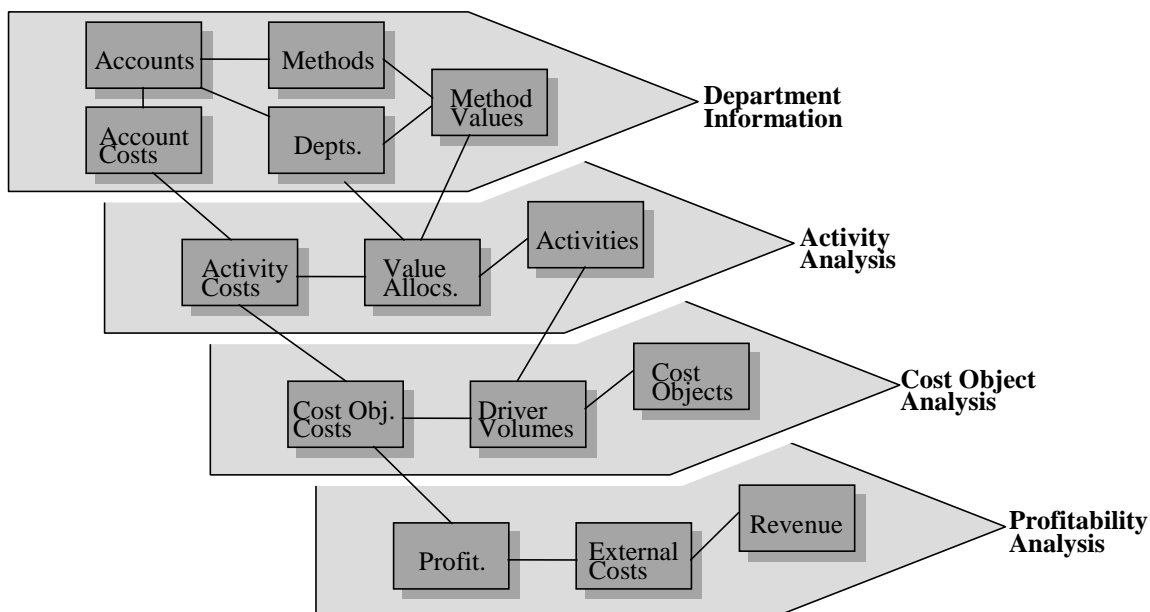 Accounts
Methods
Method
Values
Account
Costs
Depts.
Department
Information
Activity
Costs
Value
Allocs.
Activities
Activity
Analysis
Cost Obj.
Costs
Driver
Volumes
Cost
Objects
Cost Object
Analysis
Profit.
External
Costs
Revenue
Profitability
Analysis